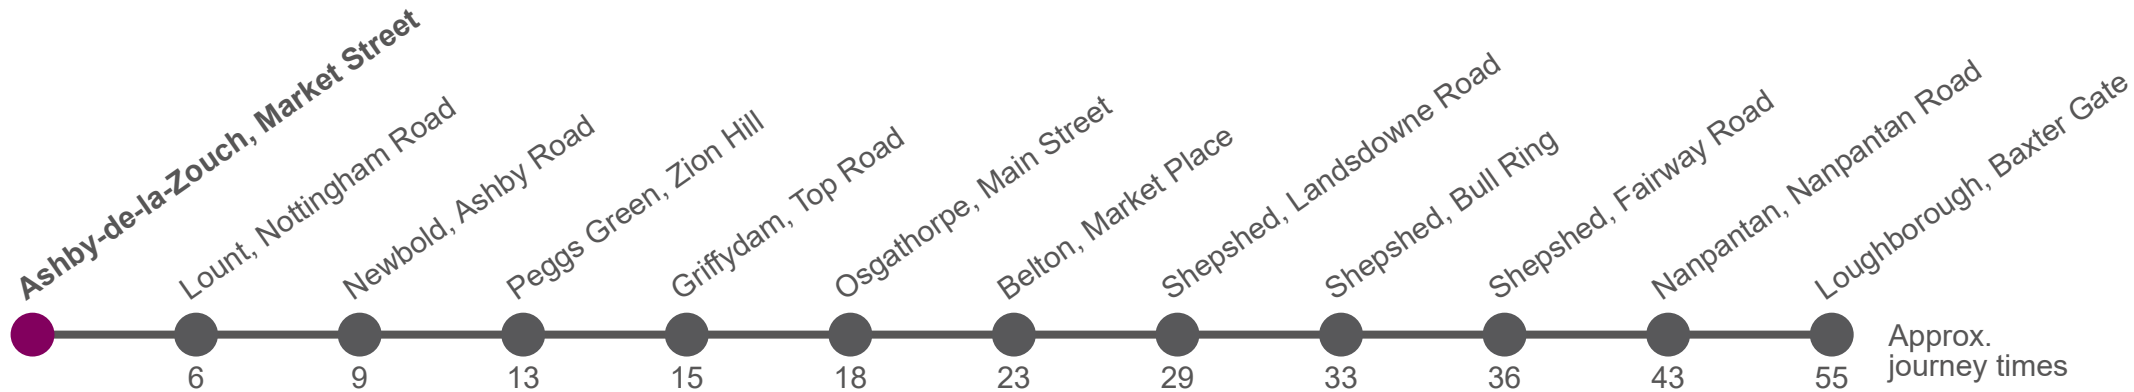 Ashby-de-la-Zouch, Market Street
Lount, Nottingham Road
Newbold, Ashby Road
Peggs Green, Zion Hill
Griffydam, Top Road
Osgathorpe, Main Street
Belton, Market Place
Shepshed, Landsdowne Road
Shepshed, Bull Ring
Shepshed, Fairway Road
Nanpantan, Nanpantan Road
Loughborough, Baxter Gate
Approx.
journey times
6 9 13 15 18 23 29 33 36 43 55